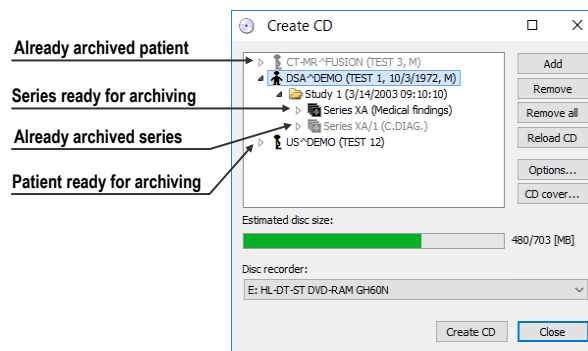 Create CD
Already archived patient
CT-MR^FUSION (TEST 3, M)
Add
DSA^DEMO (TEST 1, 10/3/1972, M)
Study 1 (3/14/2003 09:10:10)
Remove
Series ready for archiving
Series XA (Medical findings)
Remove all
Already archived series
Series XA/1 (C.DIAG.)
US^DEMO (TEST 12)
Reload CD
Patient ready for archiving
Options...
CD cover...
Estimated disc size:
480/703 [MB]
Disc recorder:
E: HL-DT-ST DVD-RAM GH60N
Create CD
Close